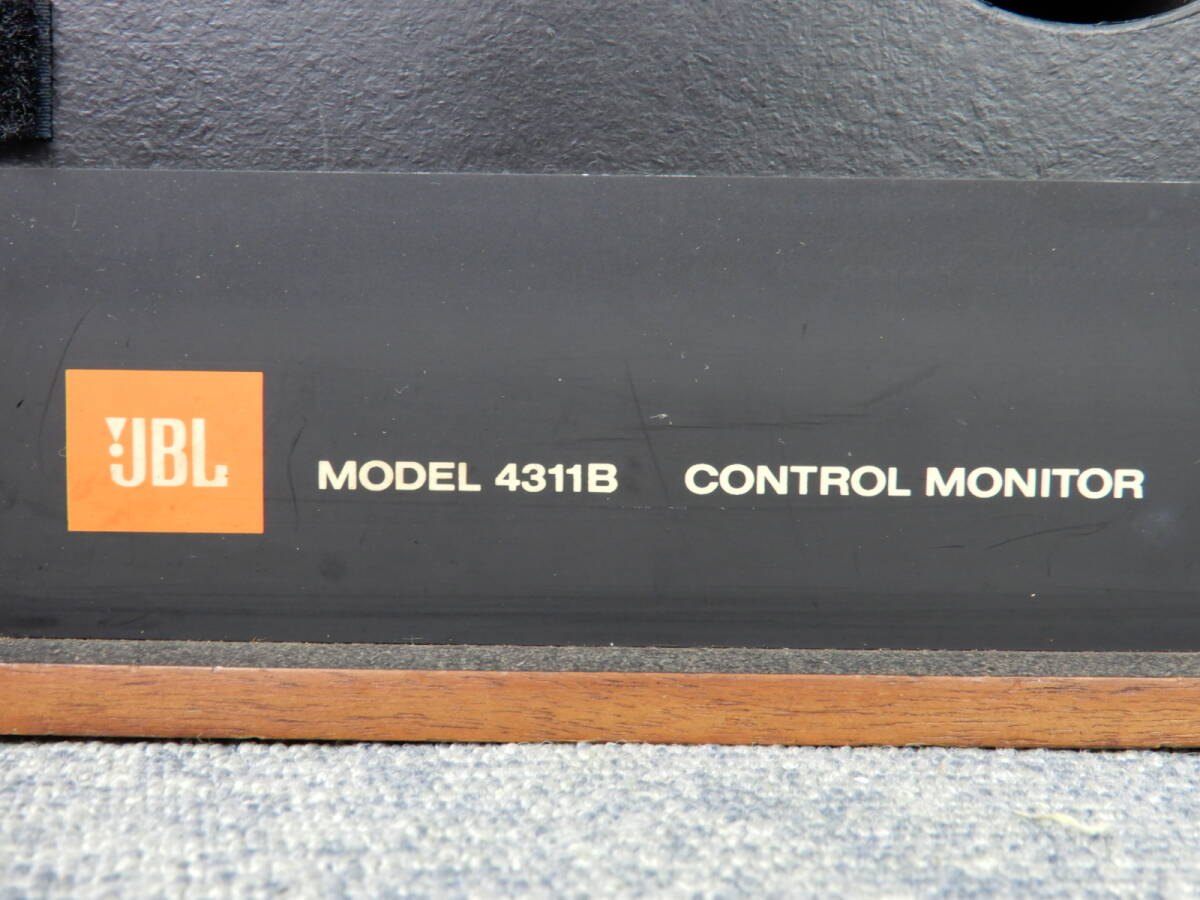 JBL MODEL 4311B CONTROL MONITOR